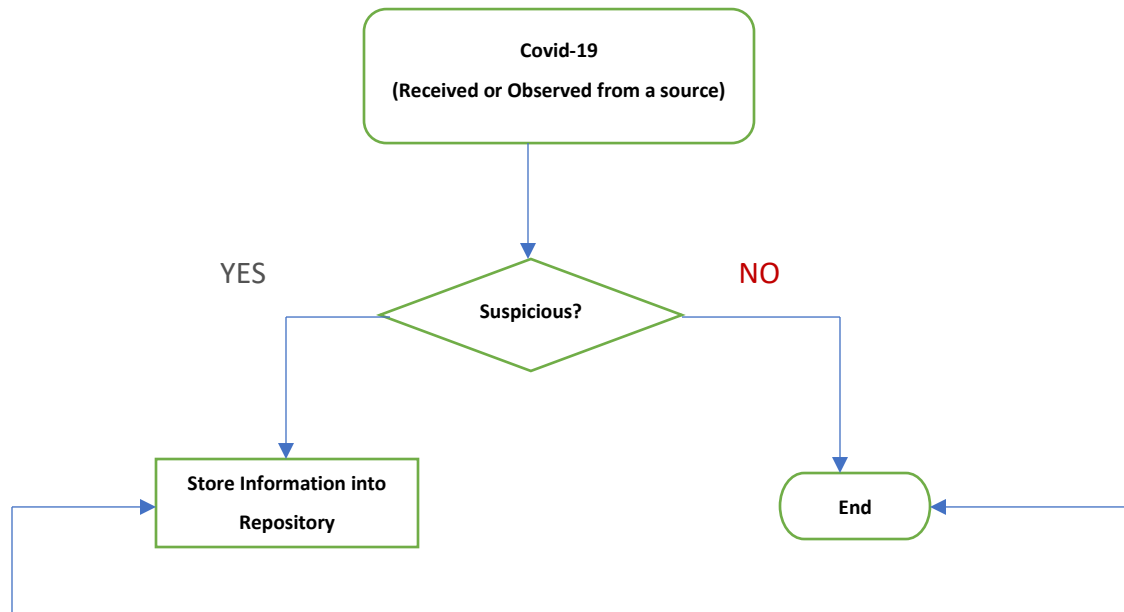 Covid-19
(Received or Observed from a source)
YES
NO
Suspicious?
Store Information into
Repository
End